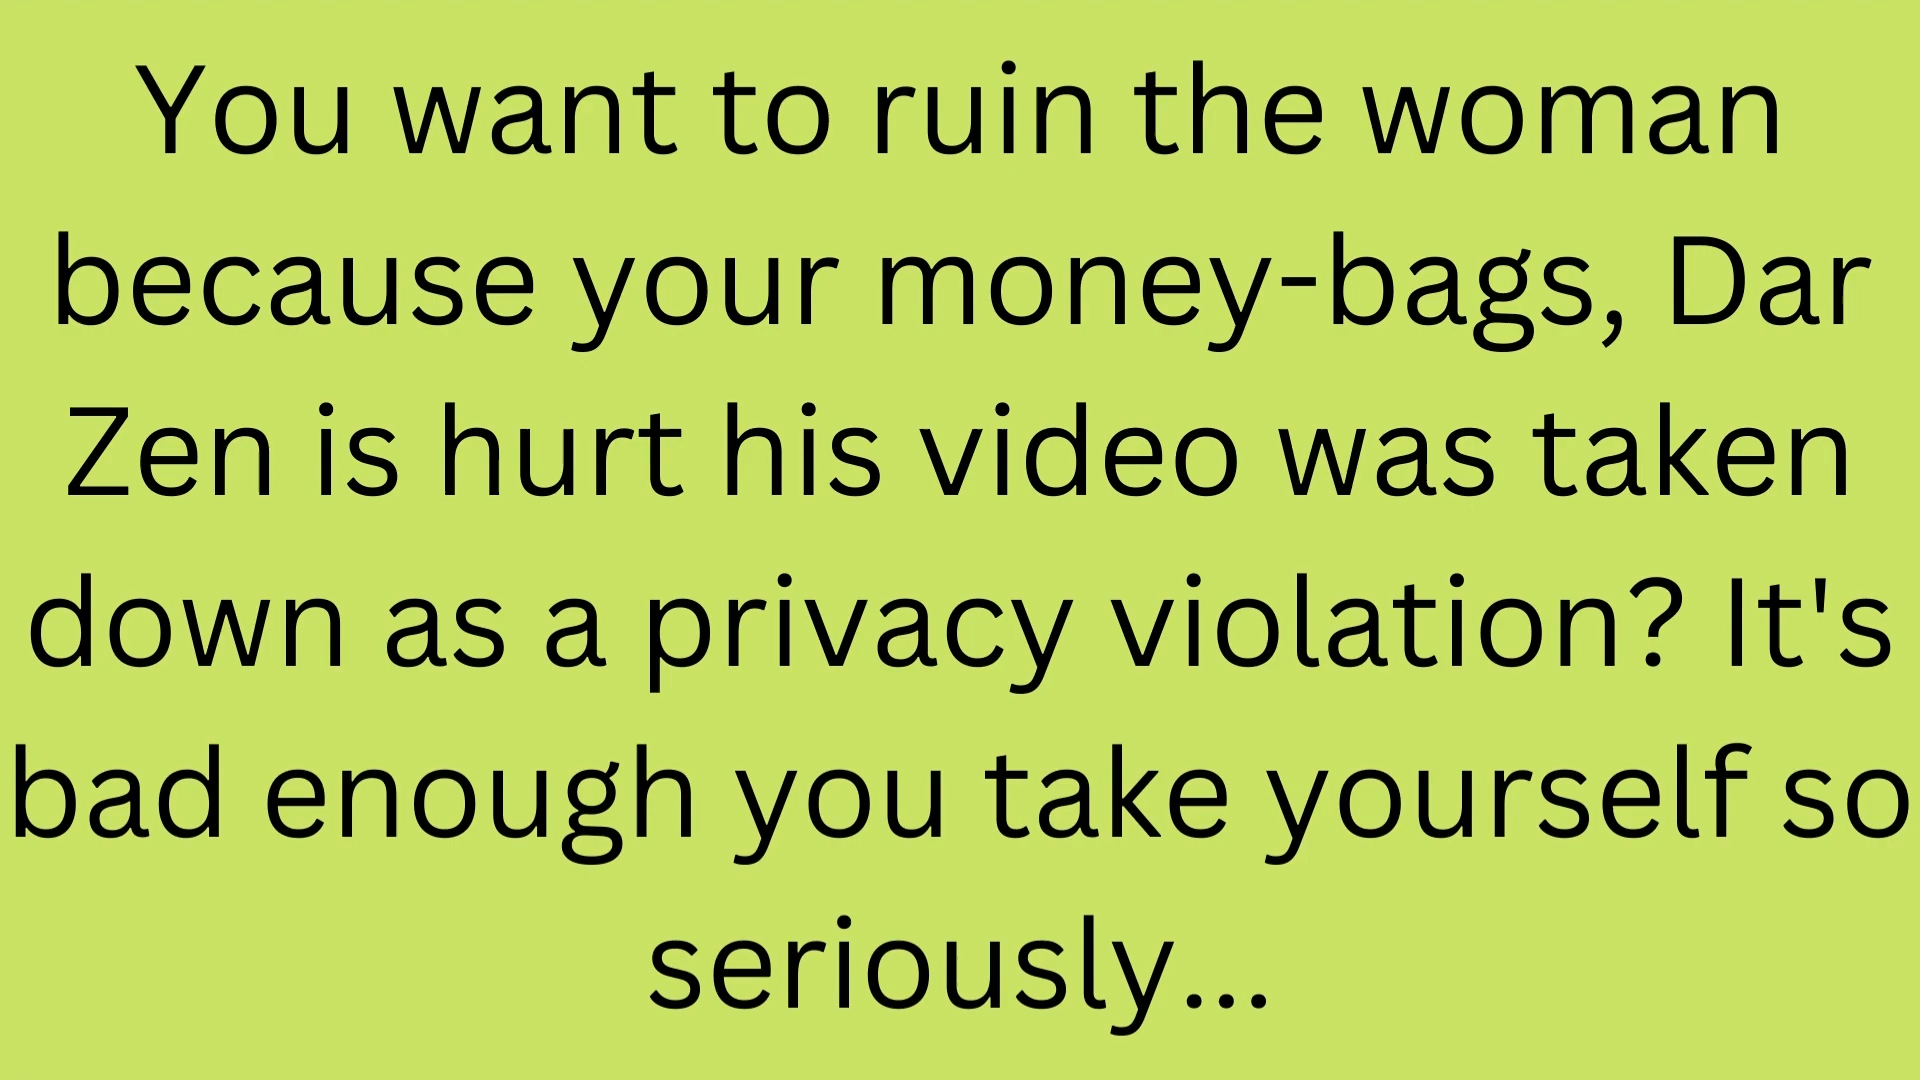 You want to ruin the woman
because your money-bags, Dar
Zen is hurt his video was taken
down as a privacy violation? It's
bad enough you take yourself so
seriously...